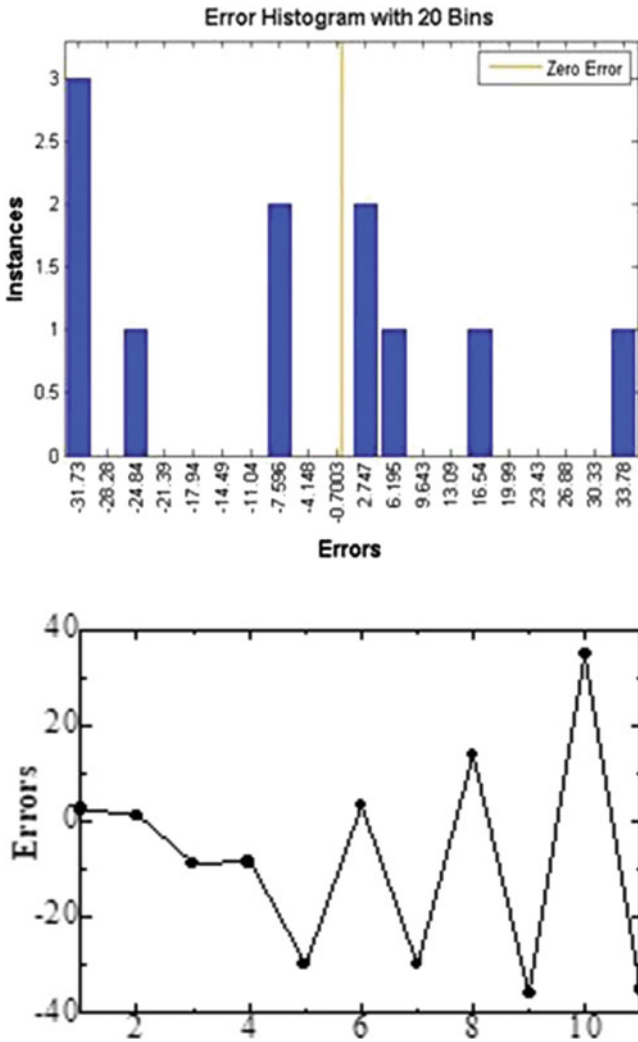 Error Histogram with 20 Bins
Zero Error
3
2.5
2
1.5
1
0.5
0
Instances
-31.73 -28.28 -24.84 -21.39 -17.94 -14.49 -11.04 -7.596 -4.148 -0.7003 2.747 6.195 9.643 13.09 16.54 19.99 23.43 26.88 30.33 33.78
Errors
40
20
0
-20
-40
Errors
2 4 6 8 10